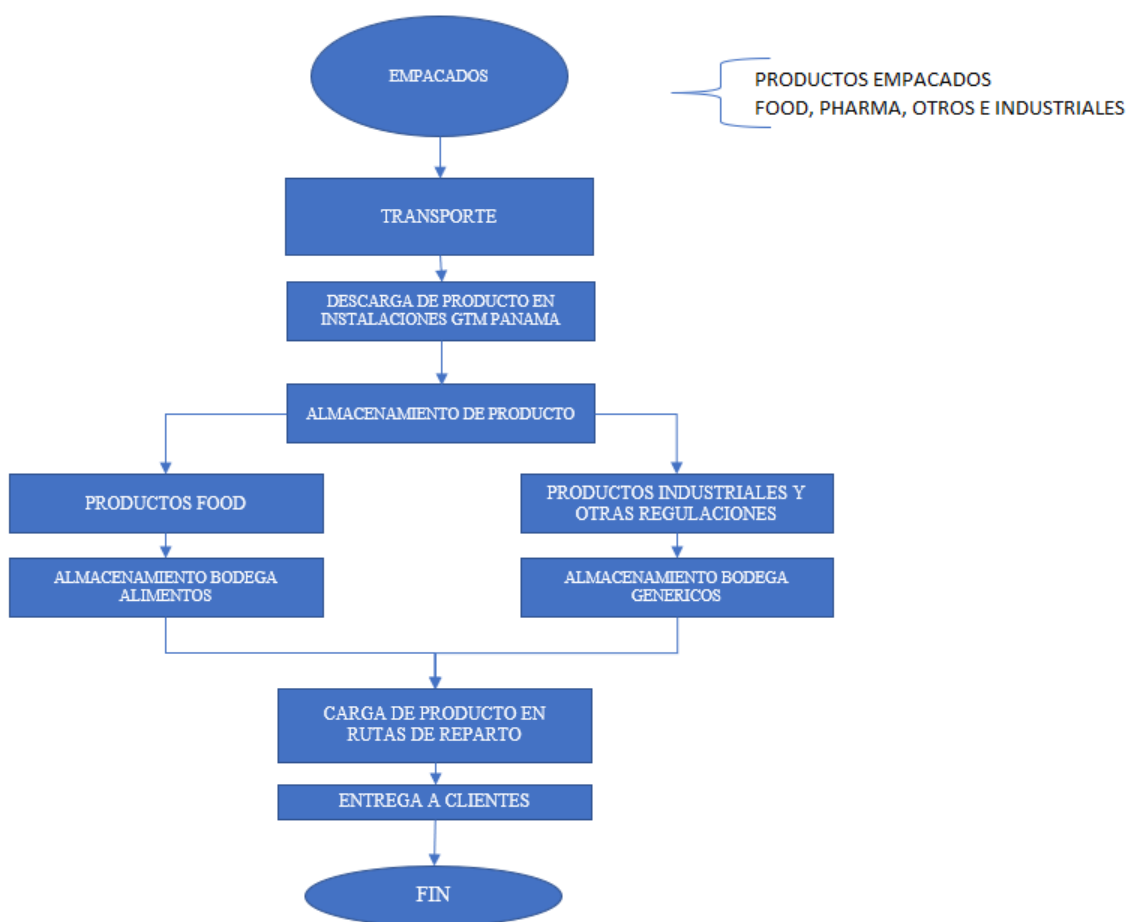 EMPACADOS
PRODUCTOS EMPACADOS
FOOD, PHARMA, OTROS E INDUSTRIALES
TRANSPORTE
DESCARGA DE PRODUCTO EN
INSTALACIONES GTM PANAMA
ALMACENAMIENTO DE PRODUCTO
PRODUCTOS FOOD
PRODUCTOS INDUSTRIALES Y
OTRAS REGULACIONES
ALMACENAMIENTO BODEGA
ALIMENTOS
ALMACENAMIENTO BODEGA
GENERICOS
CARGA DE PRODUCTO EN
RUTAS DE REPARTO
ENTREGA A CLIENTES
FIN